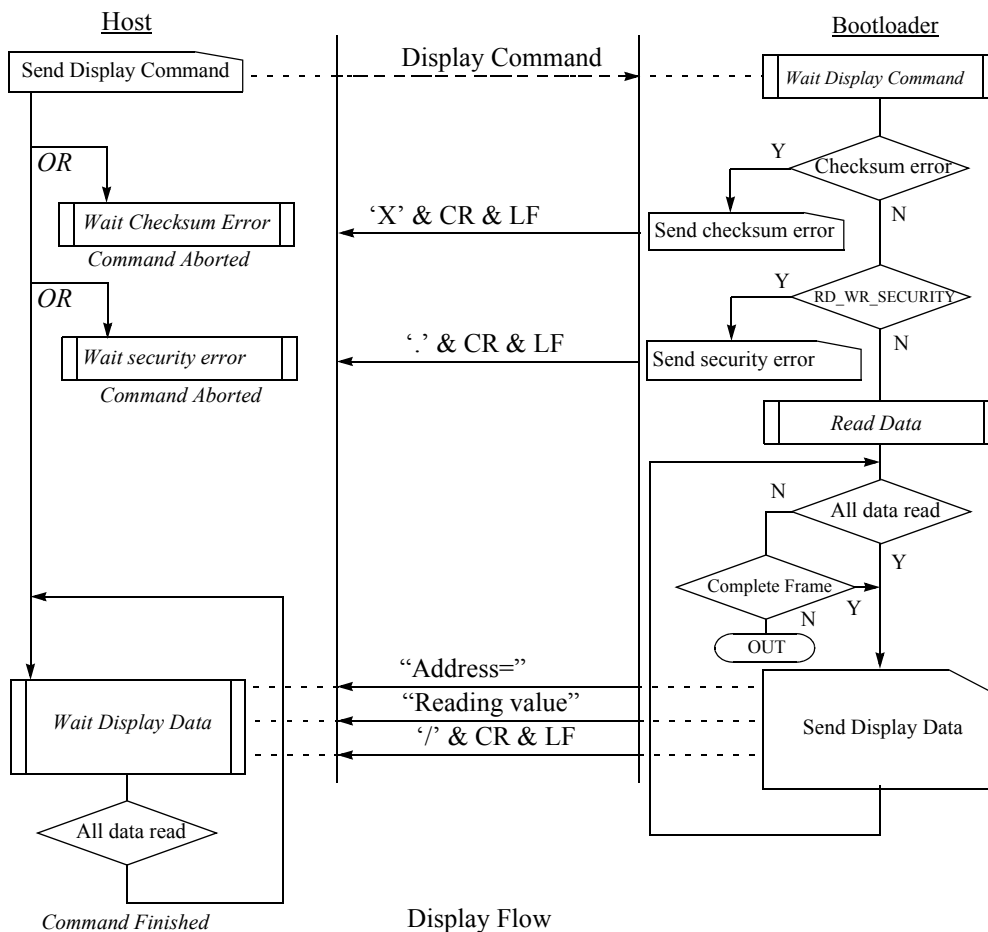 Host
Bootloader
Send Display Command
Display Command
Wait Display Command
OR
Y
Checksum error
N
Wait Checksum Error
Command Aborted
‘X’ & CR & LF
Send checksum error
OR
Y
RD_WR_SECURITY
N
Wait security error
Command Aborted
‘.’ & CR & LF
Send security error
Read Data
N
All data read
Y
Complete Frame
Y
N
OUT
“Address=”
“Reading value”
‘/’ & CR & LF
Wait Display Data
Send Display Data
All data read
Command Finished
Display Flow